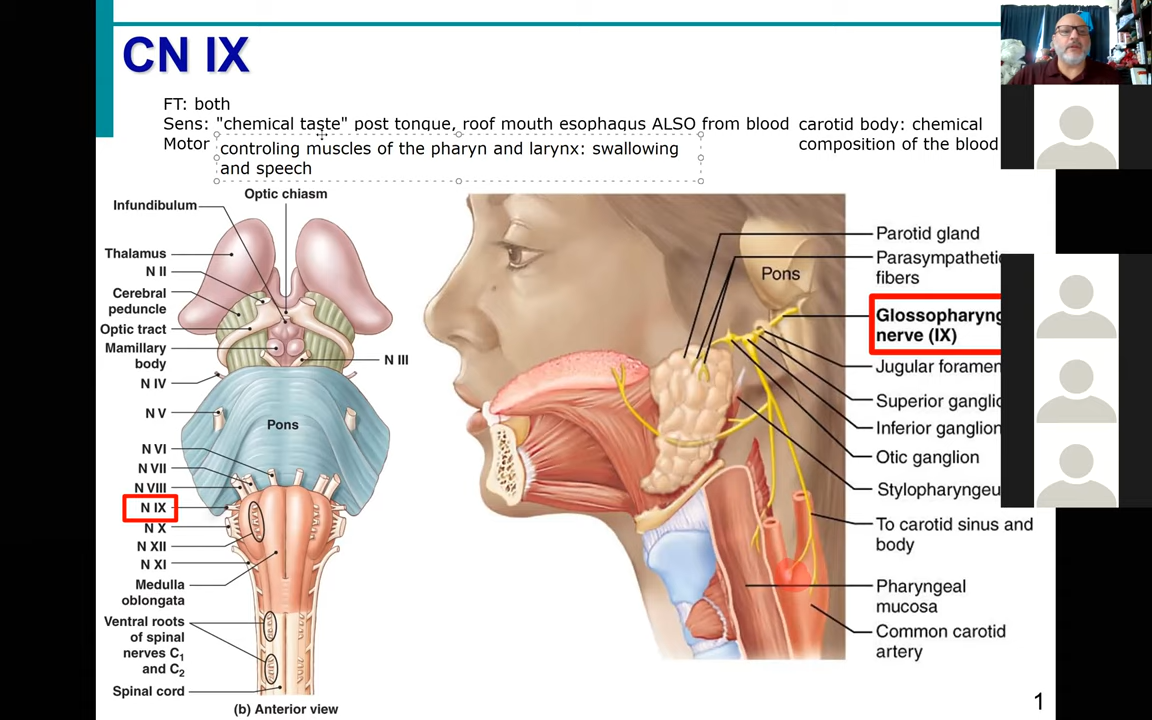 CN IX
FT: both
Sens: "chemical taste" post tongue, roof mouth esophagus ALSO from blood
carotid body: chemical
composition of the blood
Motor
controling muscles of the pharyn and larynx: swallowing
and speech
Optic chiasm
Infundibulum
Thalamus
N II
Cerebral
peduncle
Optic tract
Mamillary
body
N III
N IV
N V
Pons
N VI
N VII
N VIII
N IX
N X
N XII
N XI
Medulla
oblongata
Ventral roots
of spinal
nerves C1
and C2
Spinal cord
(b) Anterior view
Pons
Parotid gland
Parasympathetic
fibers
Glossopharyng
nerve (IX)
Jugular foramen
Superior ganglio
Inferior ganglion
Otic ganglion
Stylopharyngeu
To carotid sinus and
body
Pharyngeal
mucosa
Common carotid
artery
1